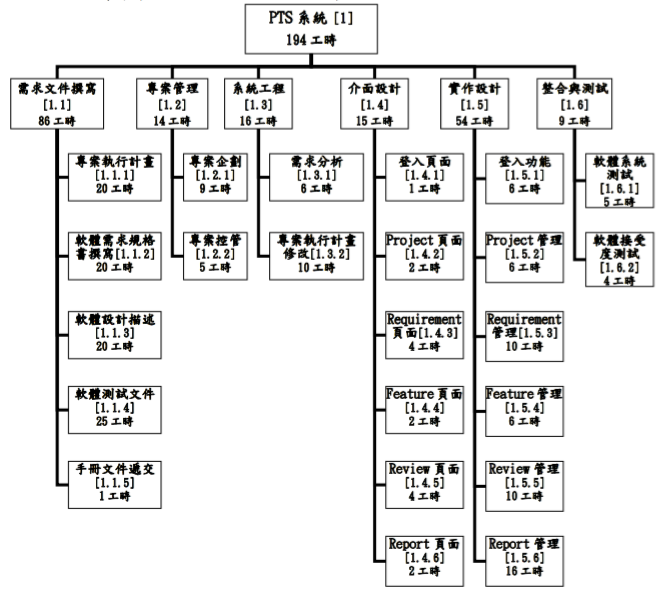 PTS 系統 [1]
194 工時
需求文件撰寫
[1.1]
86 工時
專案管理
[1.2]
14 工時
系統工程
[1.3]
16 工時
介面設計
[1.4]
15 工時
實作設計
[1.5]
54 工時
整合與測試
[1.6]
9 工時
專案執行計畫
[1.1.1]
20 工時
軟體需求規格
書撰寫[1.1.2]
20 工時
軟體設計描述
[1.1.3]
20 工時
軟體測試文件
[1.1.4]
25 工時
手冊文件遞交
[1.1.5]
1 工時
專案企劃
[1.2.1]
9 工時
專案控管
[1.2.2]
5 工時
需求分析
[1.3.1]
6 工時
專案執行計畫
修改[1.3.2]
10 工時
登入頁面
[1.4.1]
1 工時
Project 頁面
[1.4.2]
2 工時
Requirement
頁面[1.4.3]
4 工時
Feature 頁面
[1.4.4]
2 工時
Review 頁面
[1.4.5]
4 工時
Report 頁面
[1.4.6]
2 工時
登入功能
[1.5.1]
6 工時
Project 管理
[1.5.2]
6 工時
Requirement
管理[1.5.3]
10 工時
Feature 管理
[1.5.4]
6 工時
Review 管理
[1.5.5]
10 工時
Report 管理
[1.5.6]
16 工時
軟體系統
測試
[1.6.1]
5 工時
軟體接受
度測試
[1.6.2]
4 工時